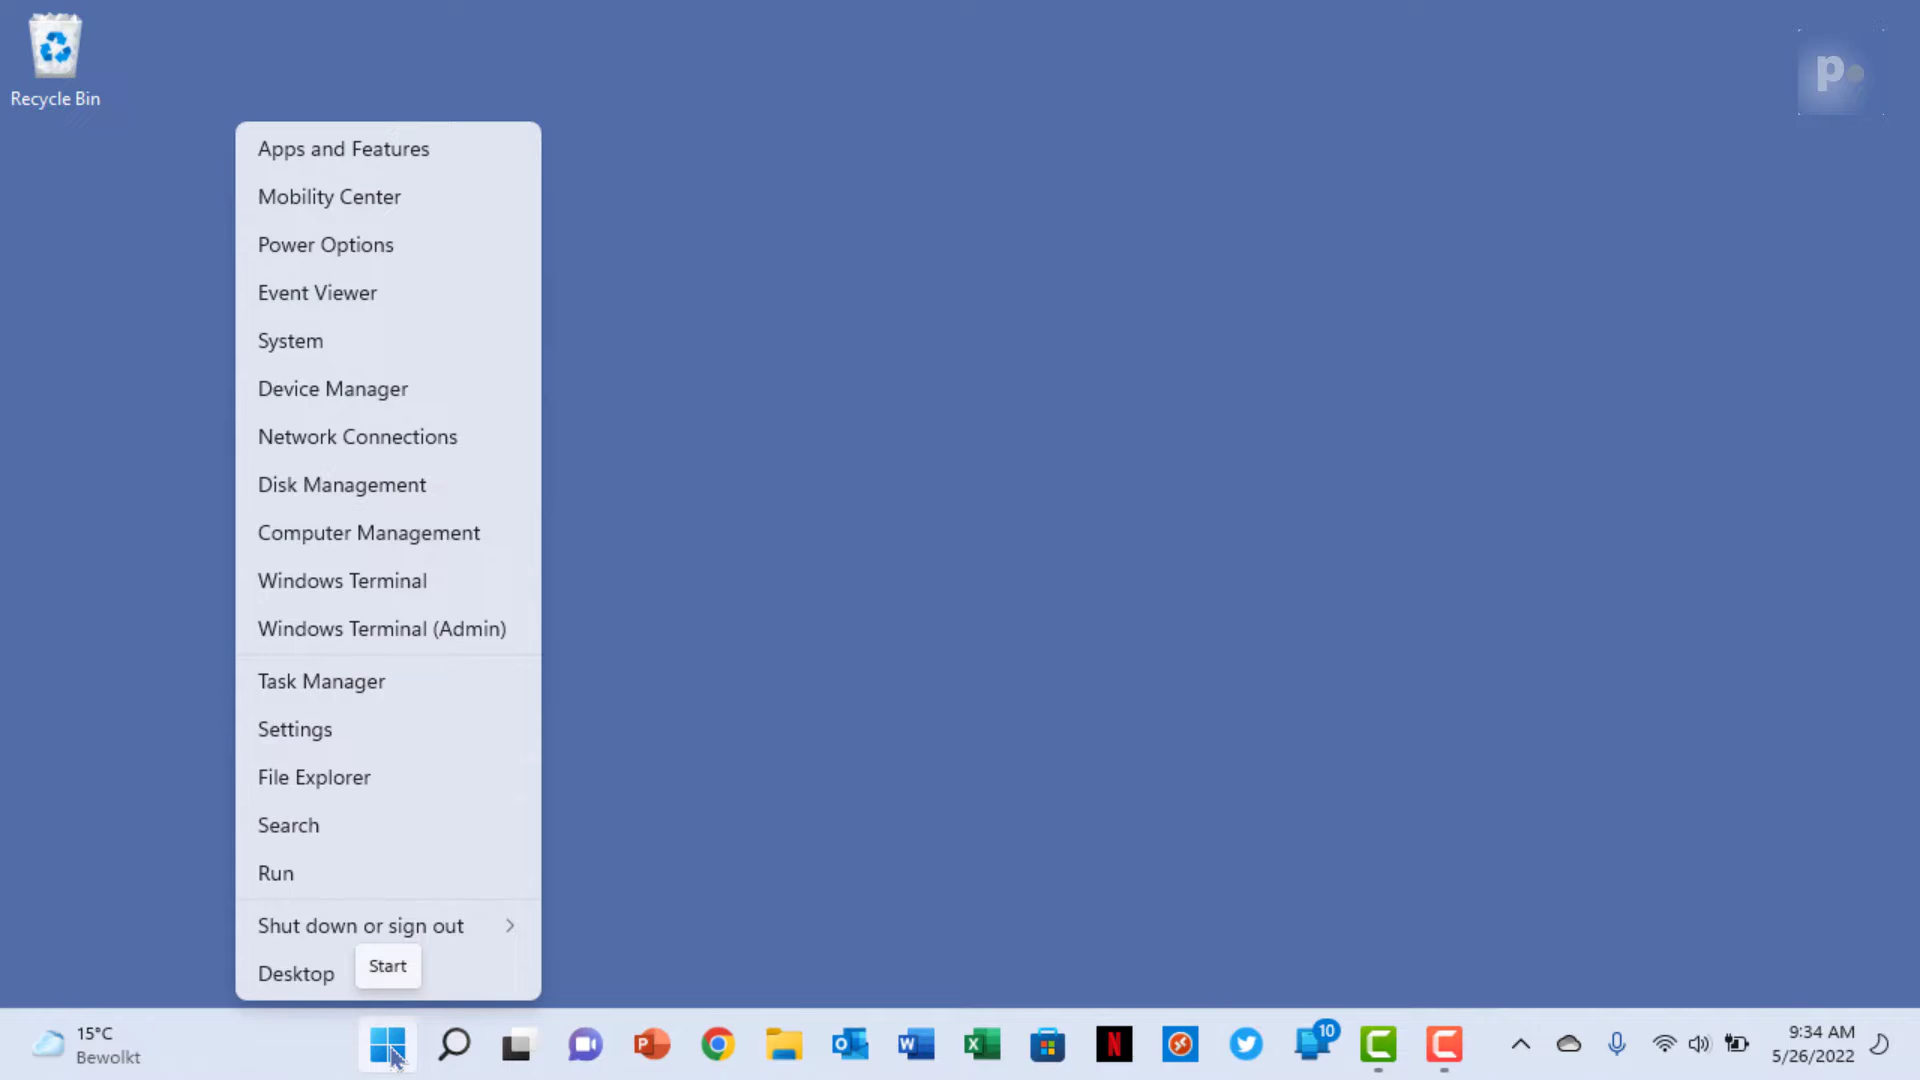 Recycle Bin
p.
Apps and Features
Mobility Center
Power Options
Event Viewer
System
Device Manager
Network Connections
Disk Management
Computer Management
Windows Terminal
Windows Terminal (Admin)
Task Manager
Settings
File Explorer
Search
Run
Shut down or sign out
Desktop
Start
15°C
Bewolkt
P
O
W
X
N
10
C
C
9:34 AM
5/26/2022